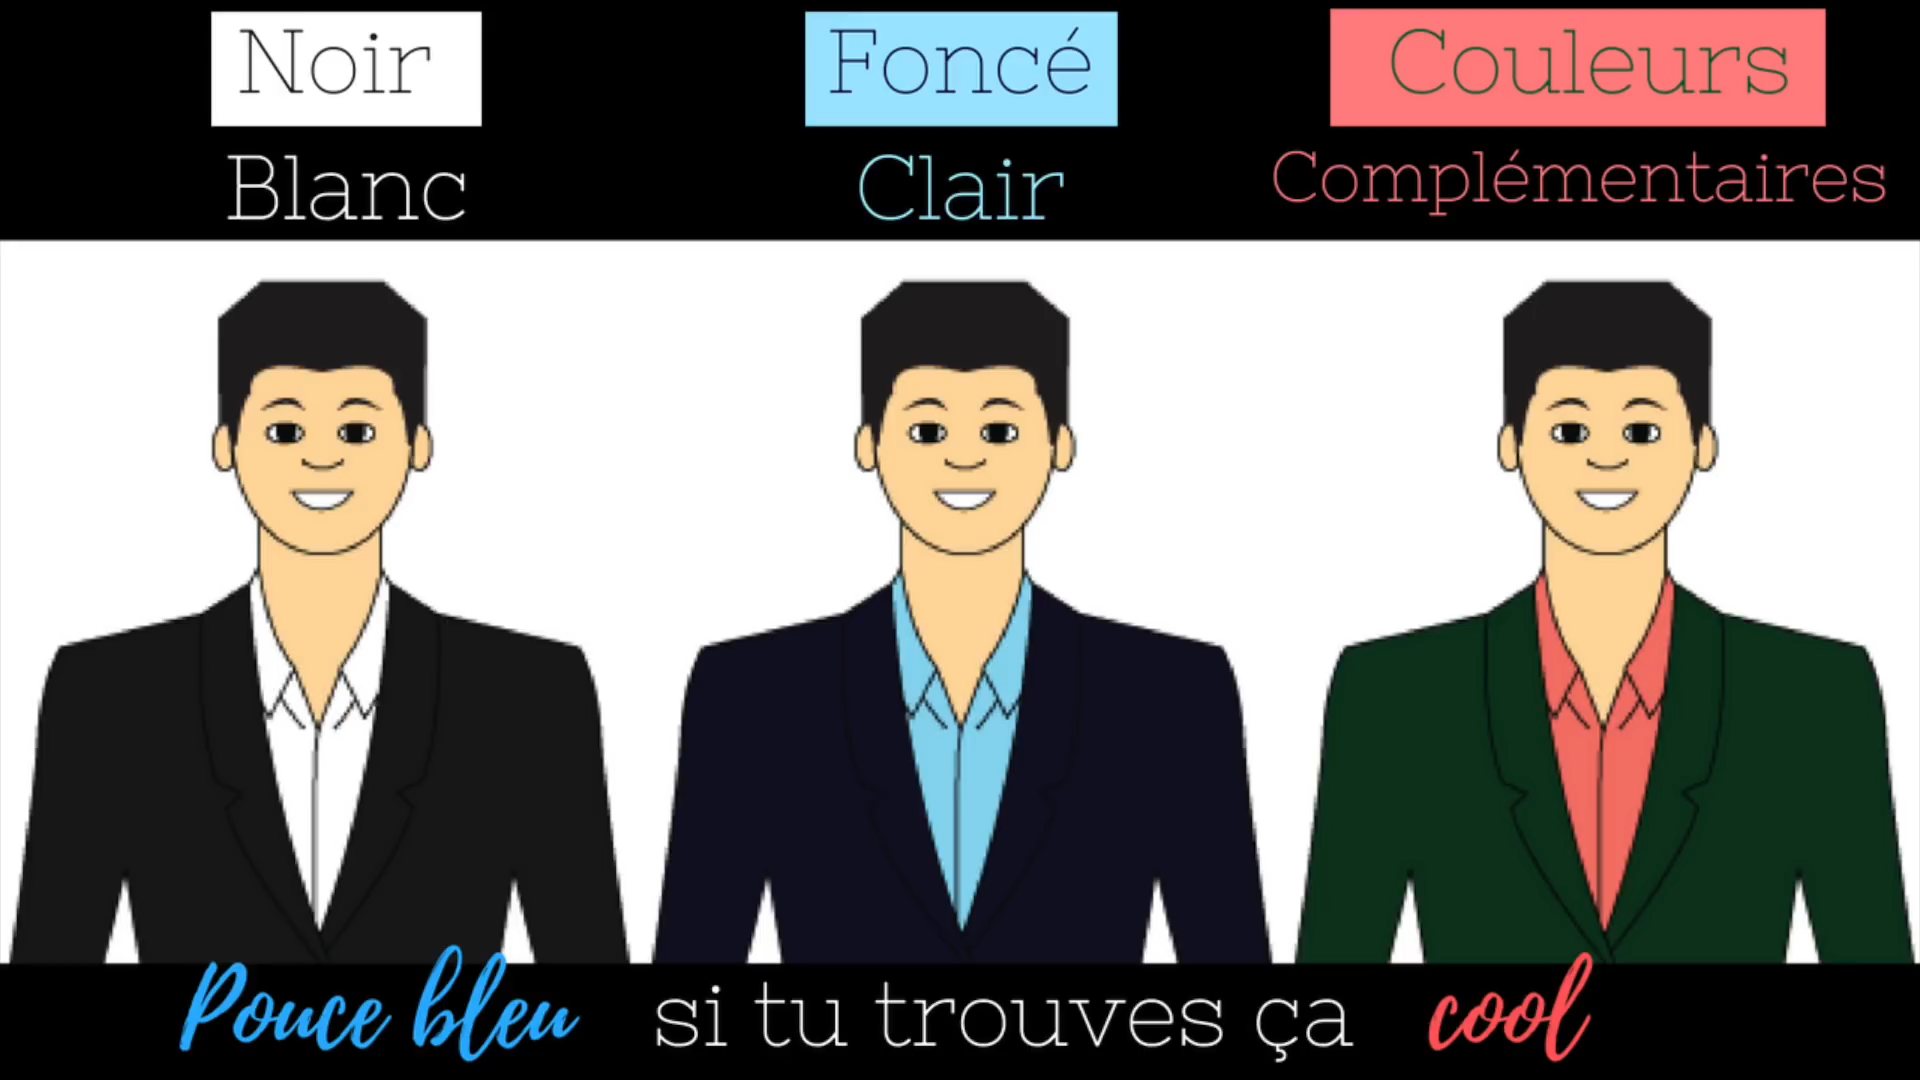 Noir
Blanc
Foncé
Clair
Couleurs
Complémentaires
Pouce bleu si tu trouves ça cool